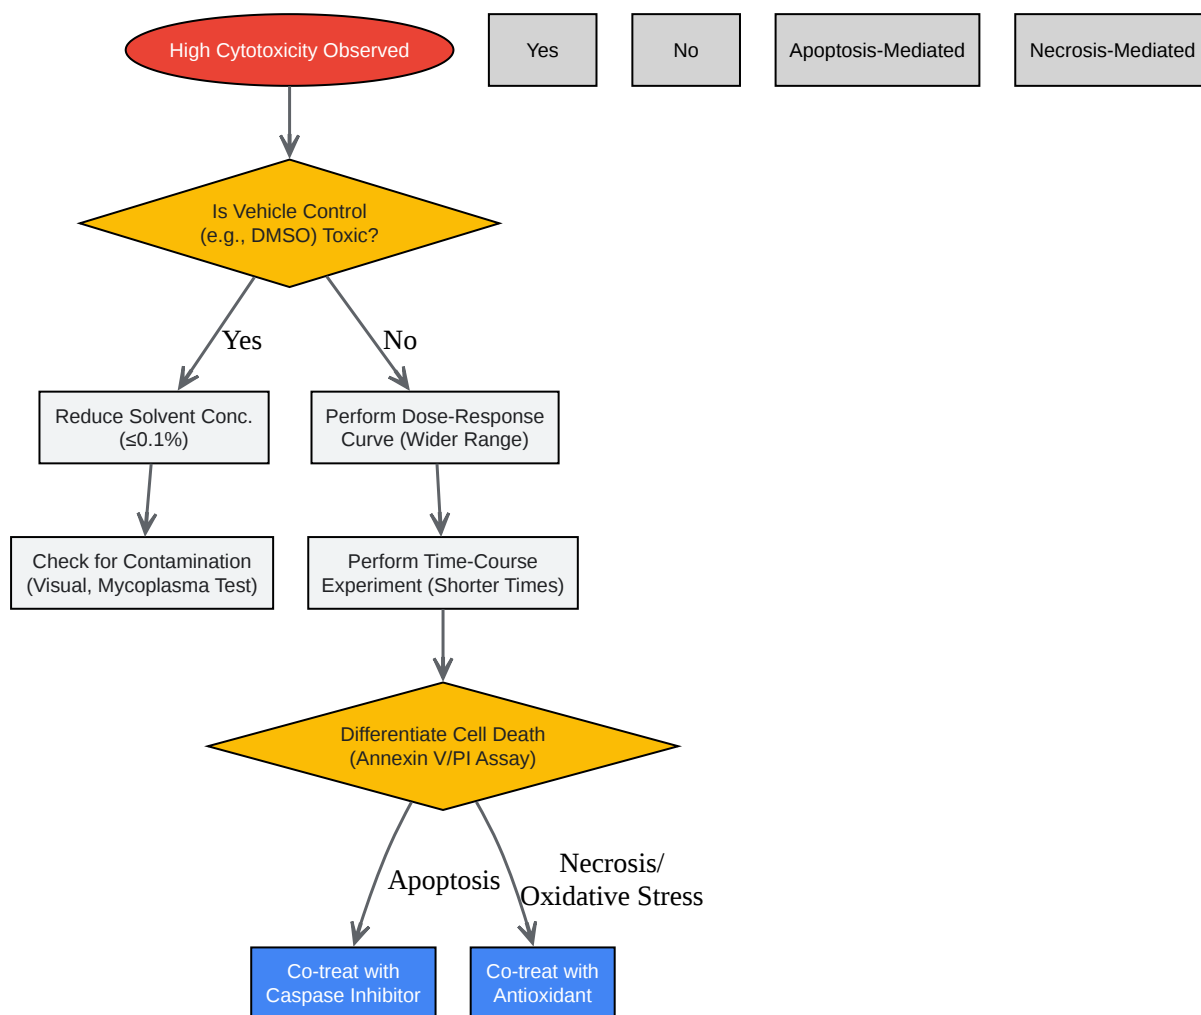 High Cytotoxicity Observed
Yes
No
Apoptosis-Mediated
Necrosis-Mediated
Is Vehicle Control
(e.g., DMSO) Toxic?
Yes
No
Reduce Solvent Conc.
(≤0.1%)
Perform Dose-Response
Curve (Wider Range)
Check for Contamination
(Visual, Mycoplasma Test)
Perform Time-Course
Experiment (Shorter Times)
Differentiate Cell Death
(Annexin V/PI Assay)
Apoptosis
Necrosis/
Oxidative Stress
Co-treat with
Caspase Inhibitor
Co-treat with
Antioxidant